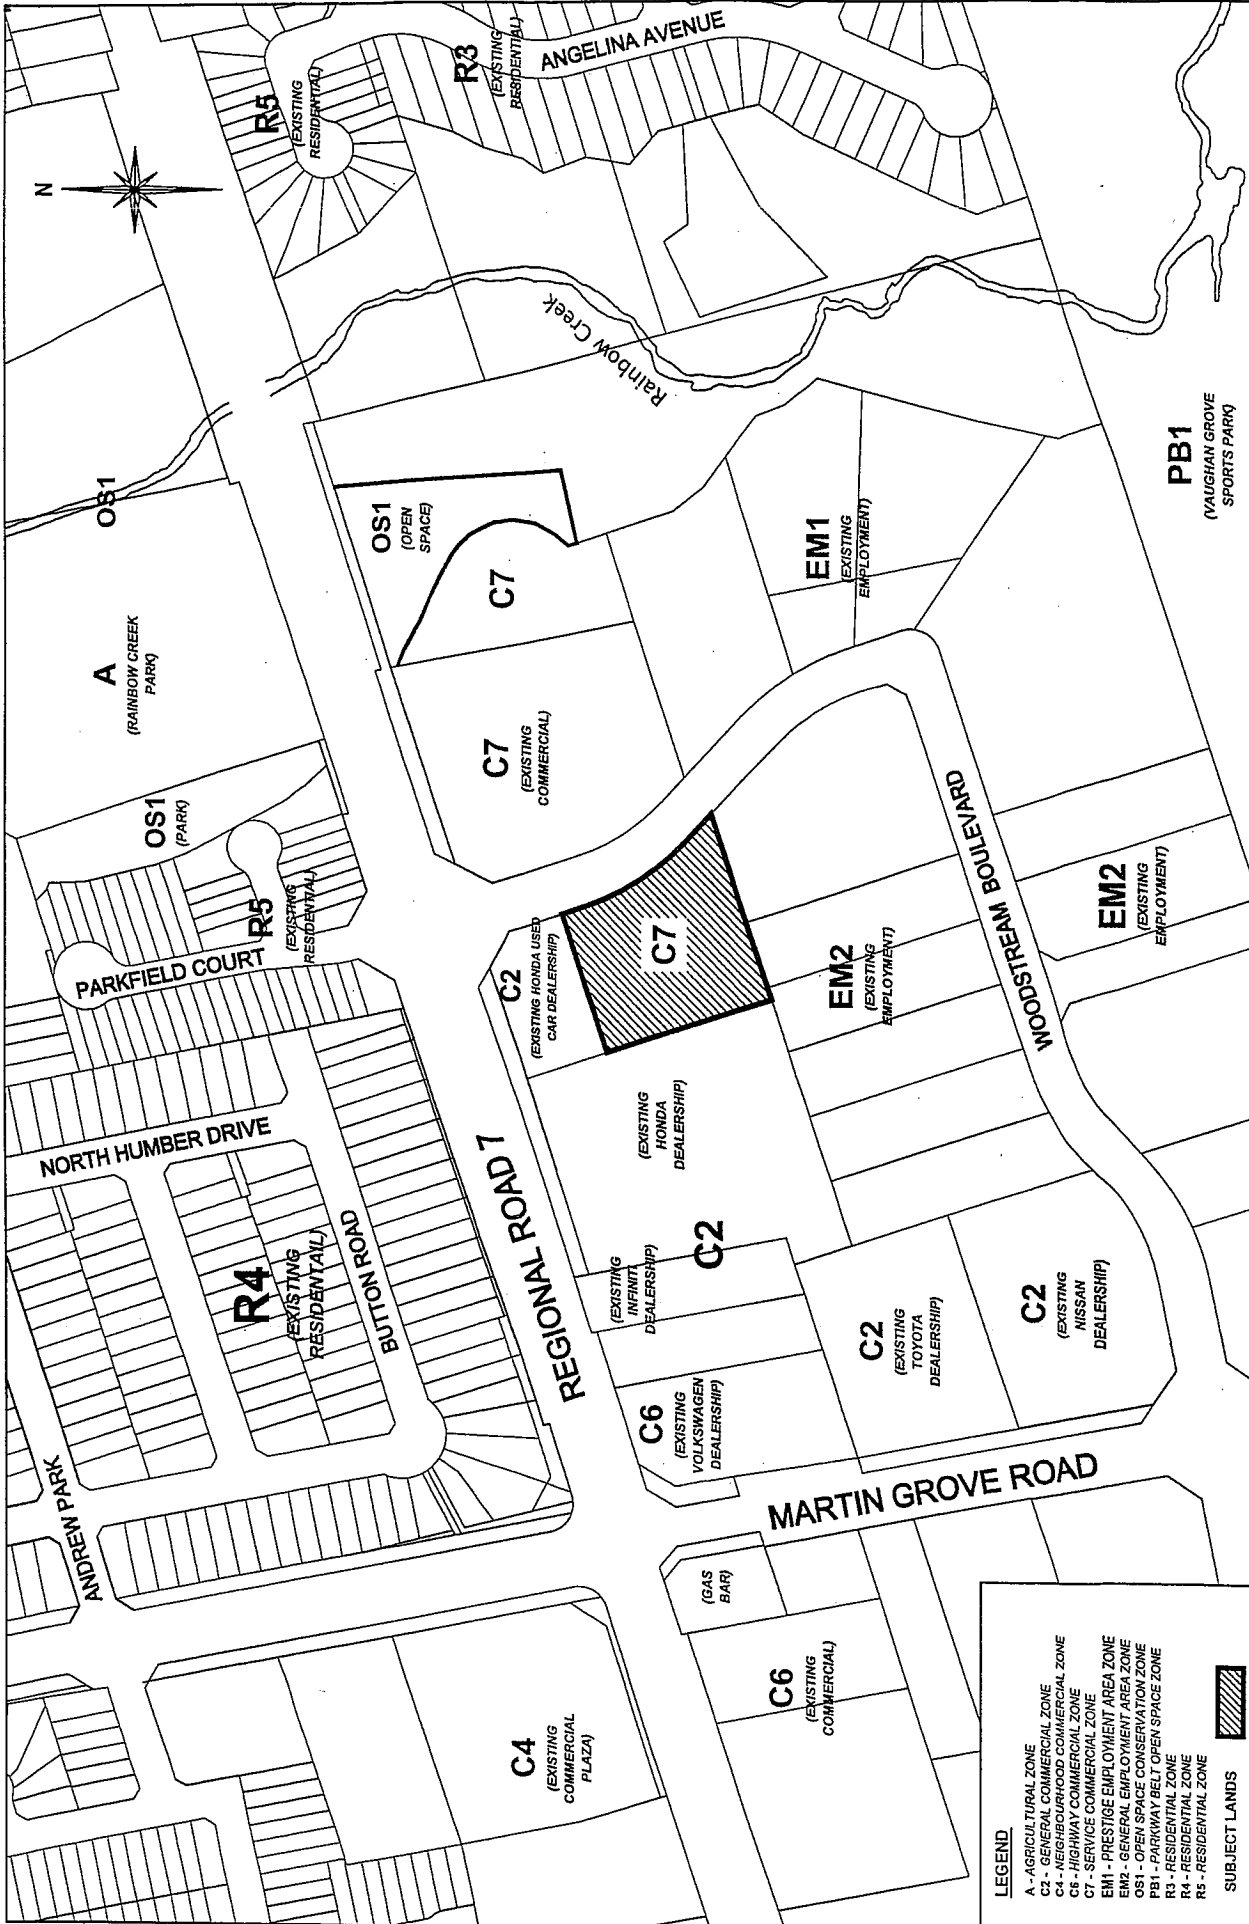 N
R5
(EXISTING
RESIDENTIAL)
R3
(EXISTING
RESIDENTIAL)
ANGELINA AVENUE
OS1
A
(RAINBOW CREEK
PARK)
OS1
(PARK)
R5
(EXISTING
RESIDENTIAL)
PARKFIELD COURT
NORTH HUMBER DRIVE
R4
(EXISTING
RESIDENTAIL)
BUTTON ROAD
ANDREW PARK
REGIONAL ROAD 7
Rainbow Creek
OS1
(OPEN
SPACE)
C7
C7
(EXISTING
COMMERCIAL)
C2
(EXISTING HONDA USED
CAR DEALERSHIP)
C7
(EXISTING
HONDA
DEALERSHIP)
C2
(EXISTING
INFINITI
DEALERSHIP)
C6
(EXISTING
VOLKSWAGEN
DEALERSHIP)
C2
(EXISTING
TOYOTA
DEALERSHIP)
C2
(EXISTING
NISSAN
DEALERSHIP)
EM1
(EXISTING
EMPLOYMENT)
EM2
(EXISTING
EMPLOYMENT)
EM2
(EXISTING
EMPLOYMENT)
WOODSTREAM BOULEVARD
PB1
(VAUGHAN GROVE
SPORTS PARK)
MARTIN GROVE ROAD
(GAS
BAR)
C6
(EXISTING
COMMERCIAL)
C4
(EXISTING
COMMERCIAL
PLAZA)
LEGEND
A - AGRICULTURAL ZONE
C2 - GENERAL COMMERCIAL ZONE
C4 - NEIGHBOURHOOD COMMERCIAL ZONE
C6 - HIGHWAY COMMERCIAL ZONE
C7 - SERVICE COMMERCIAL ZONE
EM1 - PRESTIGE EMPLOYMENT AREA ZONE
EM2 - GENERAL EMPLOYMENT AREA ZONE
OS1 - OPEN SPACE CONSERVATION ZONE
PB1 - PARKWAY BELT OPEN SPACE ZONE
R3 - RESIDENTIAL ZONE
R4 - RESIDENTIAL ZONE
R5 - RESIDENTIAL ZONE
SUBJECT LANDS